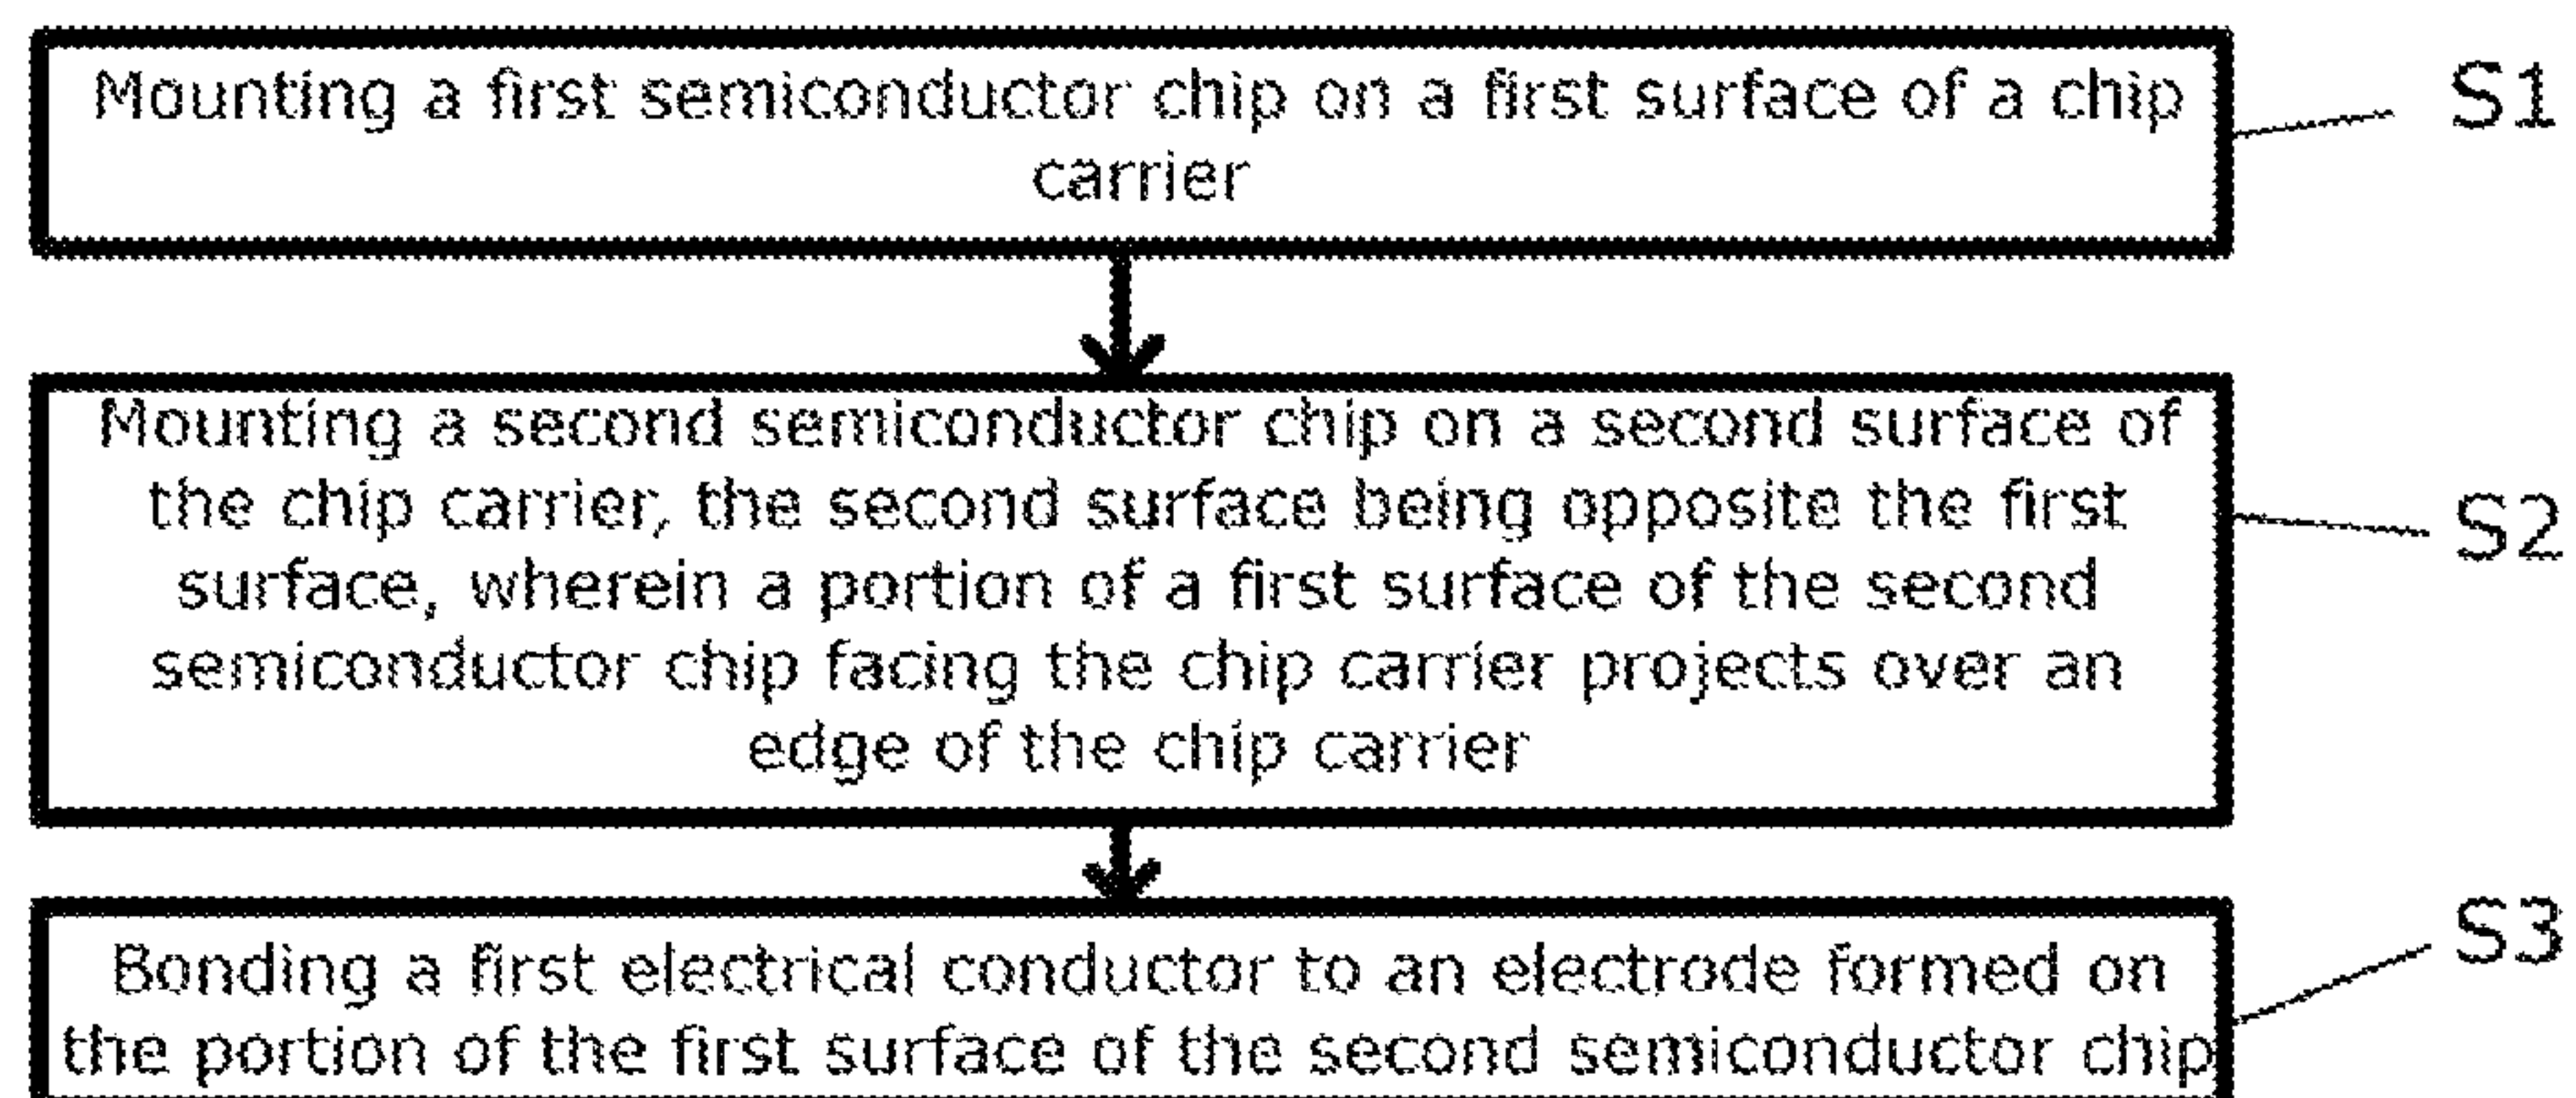 Mounting a first semiconductor chip on a first surface of a chip
carrier
S1
Mounting a second semiconductor chip on a second surface of
the chip carrier, the second surface being opposite the first
surface, wherein a portion of a first surface of the second
semiconductor chip facing the chip carrier projects over an
edge of the chip carrier
S2
Bonding a first electrical conductor to an electrode formed on
the portion of the first surface of the second semiconductor chip
S3